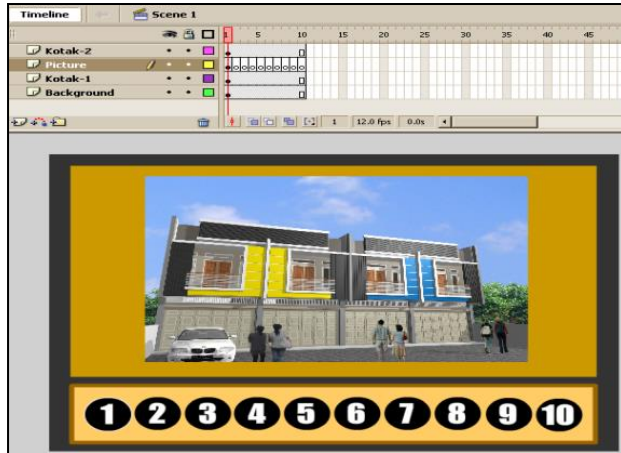 Timeline Scene 1
1 5 10 15 20 25 30 35 40 45
Kotak-2
Picture
Kotak-1
Background
1 12.0 fps 0.0s
1 2 3 4 5 6 7 8 9 10